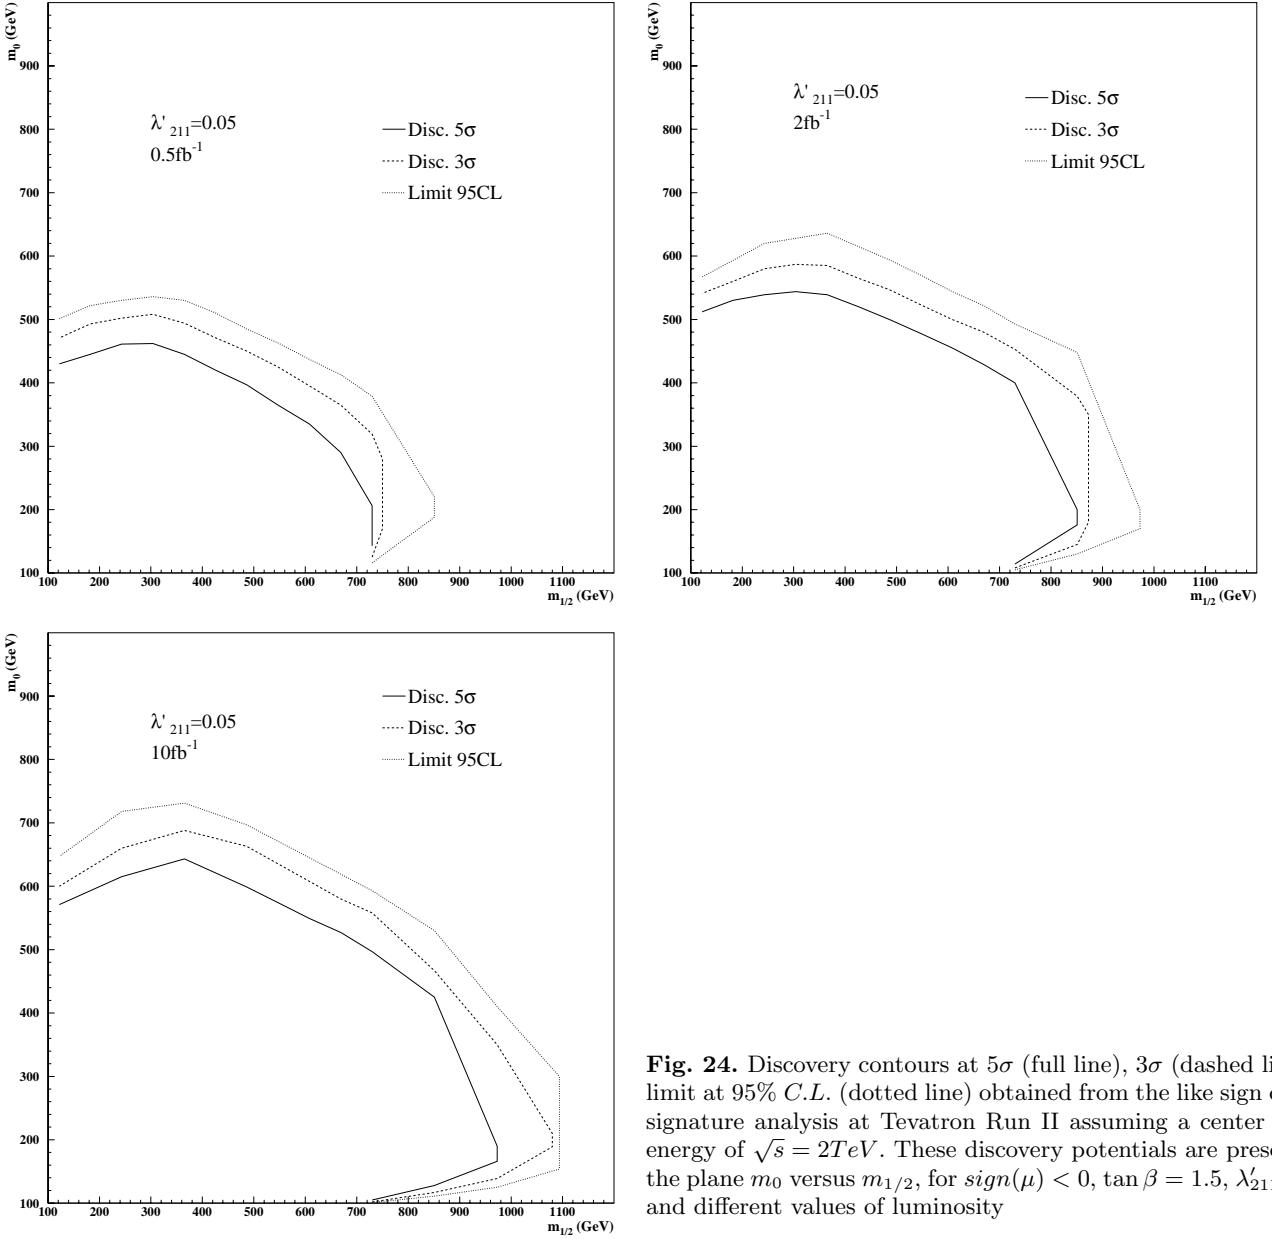 m0 (GeV)
900
800
700
600
500
400
300
200
100
λ'211=0.05
0.5fb-1
Disc. 5σ
Disc. 3σ
Limit 95CL
100 200 300 400 500 600 700 800 900 1000 1100
m1/2 (GeV)
m0 (GeV)
900
800
700
600
500
400
300
200
100
λ'211=0.05
2fb-1
Disc. 5σ
Disc. 3σ
Limit 95CL
100 200 300 400 500 600 700 800 900 1000 1100
m1/2 (GeV)
m0 (GeV)
900
800
700
600
500
400
300
200
100
λ'211=0.05
10fb-1
Disc. 5σ
Disc. 3σ
Limit 95CL
100 200 300 400 500 600 700 800 900 1000 1100
m1/2 (GeV)
Fig. 24. Discovery contours at 5σ (full line), 3σ (dashed
limit at 95% C.L. (dotted line) obtained from the like sign
signature analysis at Tevatron Run II assuming a center
energy of √s = 2TeV. These discovery potentials are
the plane m0 versus m1/2, for sign(μ) < 0, tan β = 1.5, λ′211
and different values of luminosity